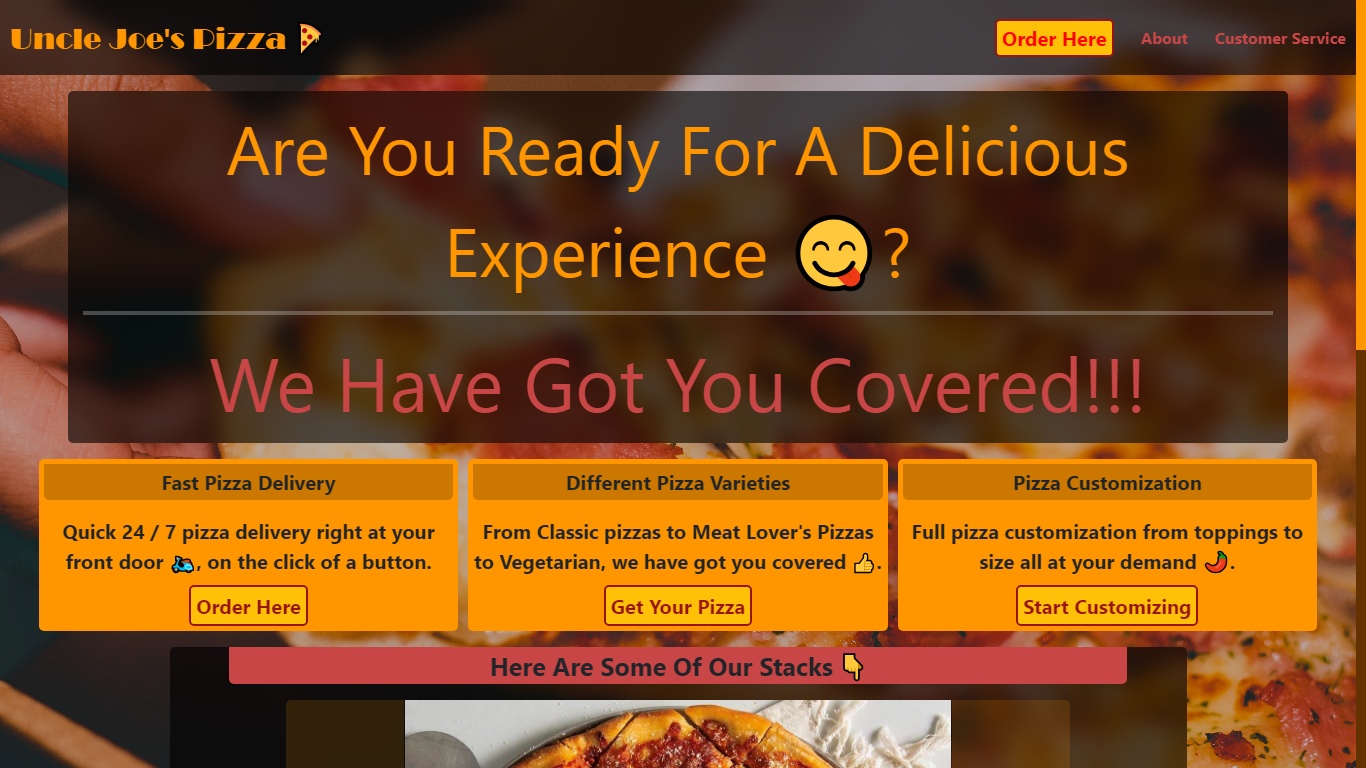 Uncle Joe's Pizza 🍕
Order Here
About
Customer Service
Are You Ready For A Delicious
Experience 😋?
We Have Got You Covered!!!
Fast Pizza Delivery
Quick 24 / 7 pizza delivery right at your
front door 🛵, on the click of a button.
Order Here
Different Pizza Varieties
From Classic pizzas to Meat Lover's Pizzas
to Vegetarian, we have got you covered 👍.
Get Your Pizza
Pizza Customization
Full pizza customization from toppings to
size all at your demand 🌶.
Start Customizing
Here Are Some Of Our Stacks 👇